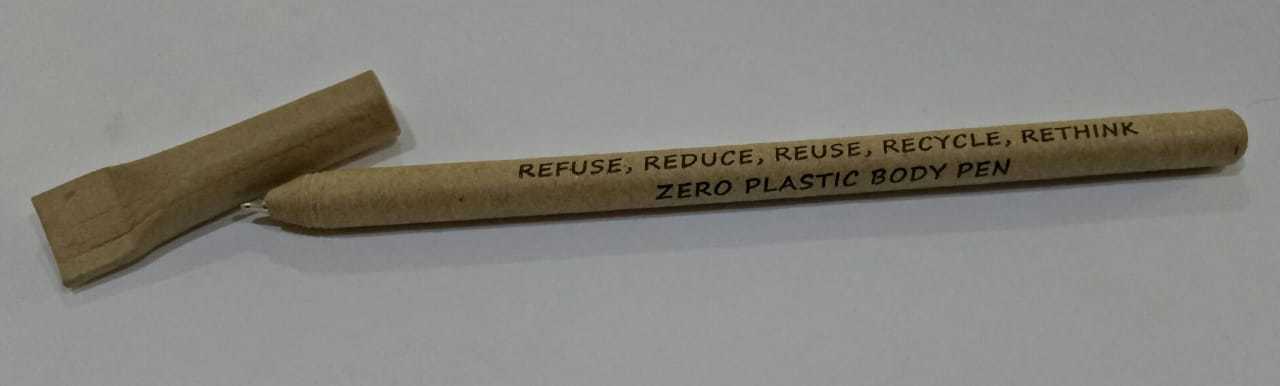 REFUSE, REDUCE, REUSE, RECYCLE, RETHINK
ZERO PLASTIC BODY PEN